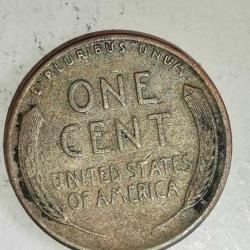 E·PLURIBUS·UNUM
ONE
CENT
UNITED STATES
OF AMERICA